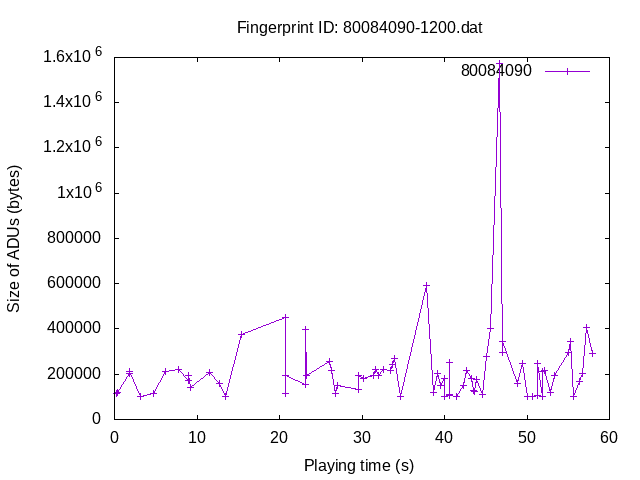 Fingerprint ID: 80084090-1200.dat
80084090
1.6x10^6
1.4x10^6
1.2x10^6
1x10^6
800000
600000
400000
200000
0
Size of ADUs (bytes)
0 10 20 30 40 50 60
Playing time (s)